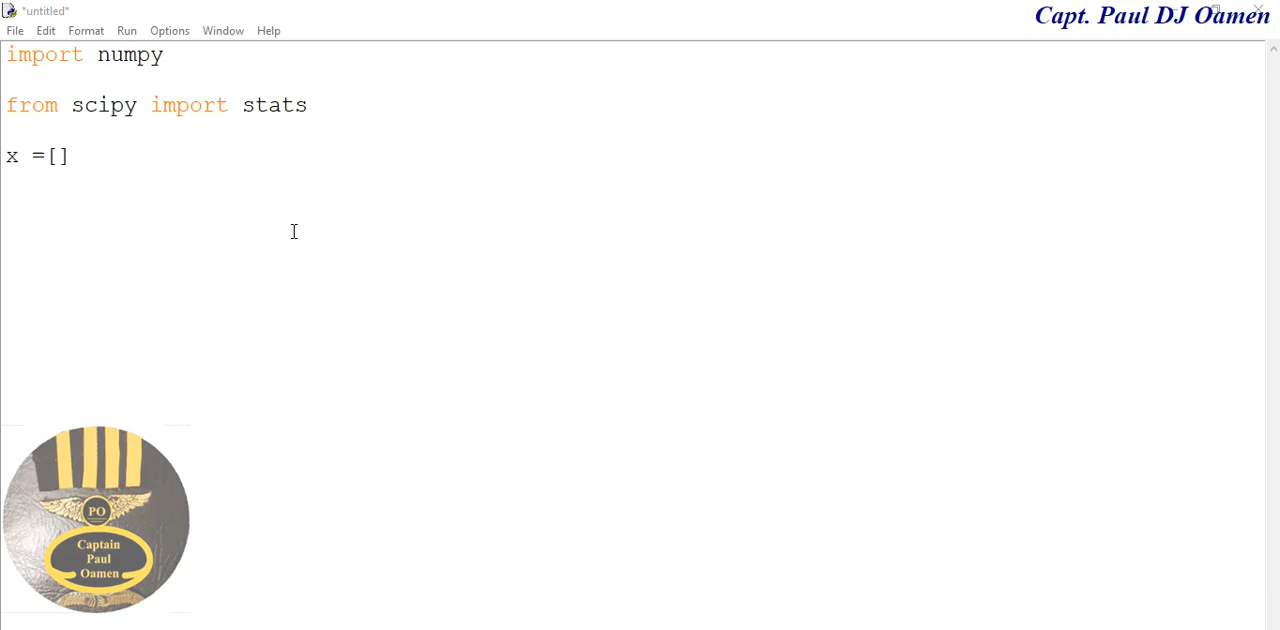 *untitled*
Capt. Paul DJ Oamen
File Edit Format Run Options Window Help
import numpy
from scipy import stats
x =[]
PO
Captain
Paul
Oamen